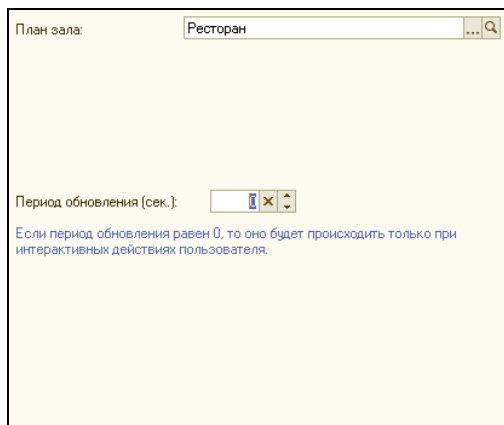 План зала: Ресторан ...
Период обновления (сек.): 0
Если период обновления равен 0, то оно будет происходить только при
интерактивных действиях пользователя.